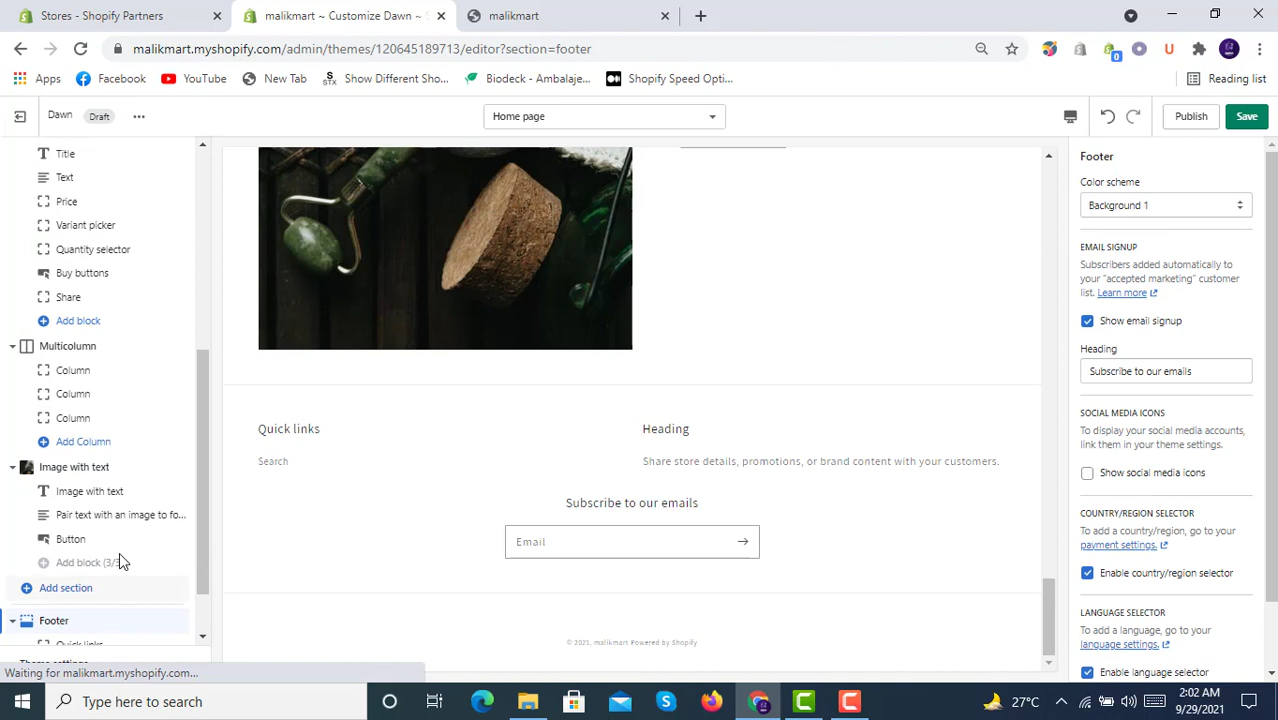 Stores - Shopify Partners
malikmart ~ Customize Dawn ~ S
malikmart
malikmart.myshopify.com/admin/themes/120645189713/editor?section=footer
0
Apps
Facebook
YouTube
New Tab
STX
Show Different Sho...
Biodeck - Ambalaje...
Shopify Speed Opti...
Reading list
Dawn
Draft
Home page
Publish
Save
Title
Text
Price
Variant picker
Quantity selector
Buy buttons
Share
Add block
Multicolumn
Column
Column
Column
Add Column
Image with text
Image with text
Pair text with an image to fo...
Button
Add block (3/3)
Add section
Footer
Quick links
Theme settings
Waiting for malikmart.myshopify.com...
Quick links
Search
Heading
Share store details, promotions, or brand content with your customers.
Subscribe to our emails
Email
© 2021, malikmart Powered by Shopify
Footer
Color scheme
Background 1
EMAIL SIGNUP
Subscribers added automatically to
your "accepted marketing" customer
list. Learn more
Show email signup
Heading
Subscribe to our emails
SOCIAL MEDIA ICONS
To display your social media accounts,
link them in your theme settings.
Show social media icons
COUNTRY/REGION SELECTOR
To add a country/region, go to your
payment settings.
Enable country/region selector
LANGUAGE SELECTOR
To add a language, go to your
language settings.
Enable language selector
Type here to search
27°C
2:02 AM
9/29/2021